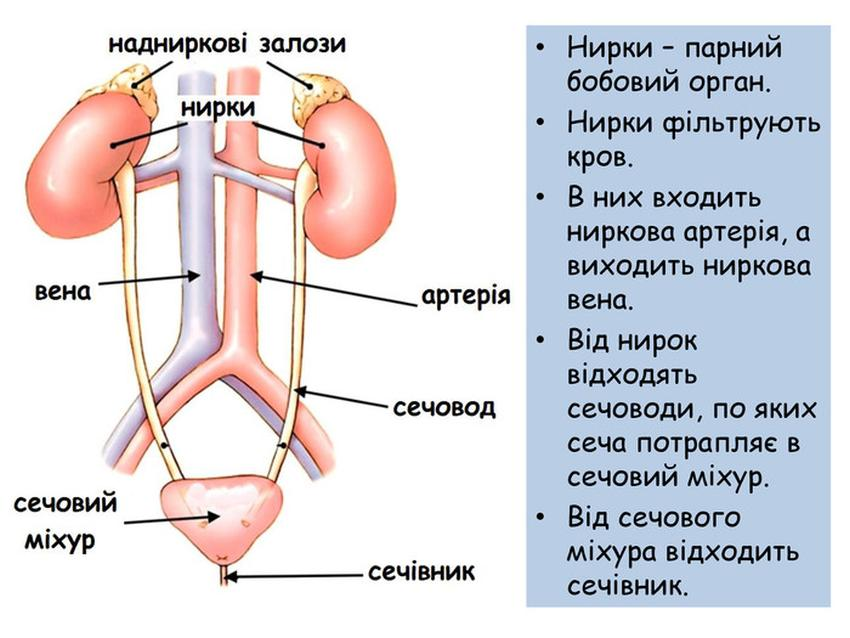 надниркові залози
нирки
вена
артерія
сечовод
сечовий
міхур
сечівник
• Нирки – парний
бобовий орган.
• Нирки фільтрують
кров.
• В них входить
ниркова артерія, а
виходить ниркова
вена.
• Від нирок
відходять
сечоводи, по яких
сеча потрапляє в
сечовий міхур.
• Від сечового
міхура відходить
сечівник.